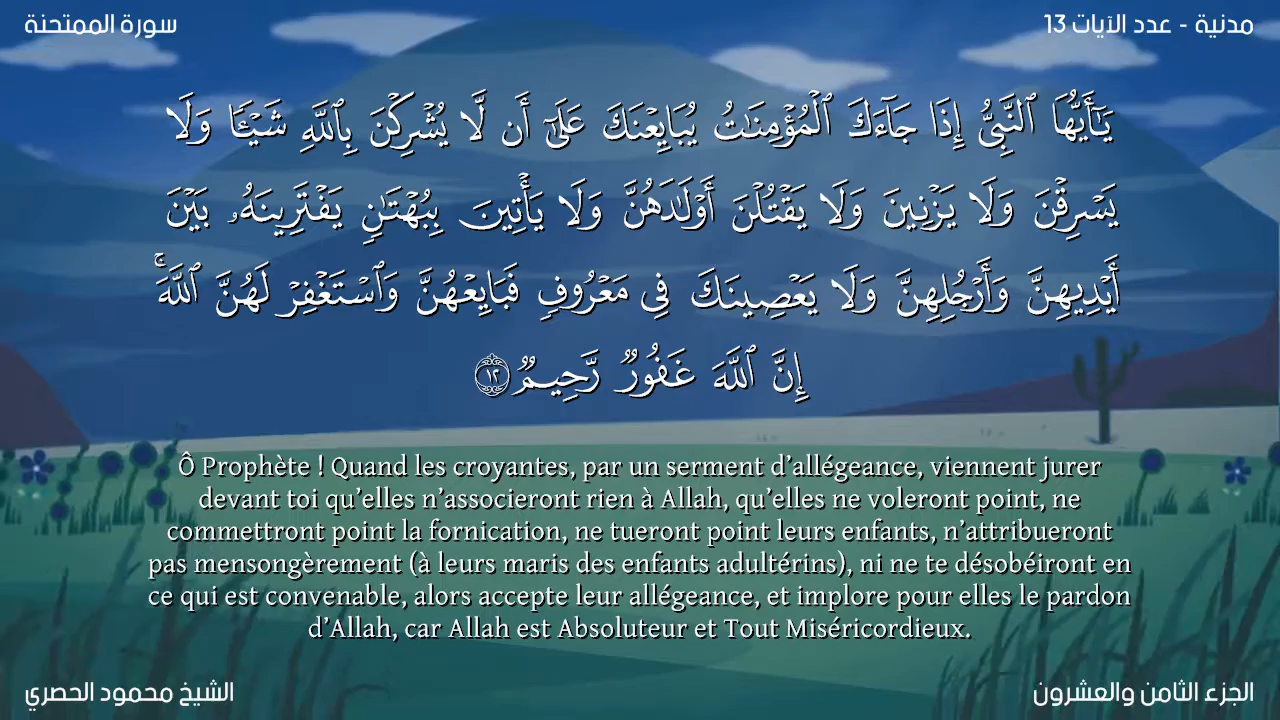 سورة الممتحنة
مدنية - عدد الآيات 13
يَـٰٓأَيُّهَا ٱلنَّبِىُّ إِذَا جَآءَكَ ٱلْمُؤْمِنَـٰتُ يُبَايِعْنَكَ عَلَىٰٓ أَن لَّا يُشْرِكْنَ بِٱللَّهِ شَيْـًٔا وَلَا
يَسْرِقْنَ وَلَا يَزْنِينَ وَلَا يَقْتُلْنَ أَوْلَـٰدَهُنَّ وَلَا يَأْتِينَ بِبُهْتَـٰنٍ يَفْتَرِينَهُۥ بَيْنَ
أَيْدِيهِنَّ وَأَرْجُلِهِنَّ وَلَا يَعْصِينَكَ فِى مَعْرُوفٍ فَبَايِعْهُنَّ وَٱسْتَغْفِرْ لَهُنَّ ٱللَّهَ ۖ
إِنَّ ٱللَّهَ غَفُورٌ رَّحِيمٌ ١٢
Ô Prophète ! Quand les croyantes, par un serment d’allégeance, viennent jurer
devant toi qu’elles n’associeront rien à Allah, qu’elles ne voleront point, ne
commettront point la fornication, ne tueront point leurs enfants, n’attribueront
pas mensongèrement (à leurs maris des enfants adultérins), ni ne te désobéiront en
ce qui est convenable, alors accepte leur allégeance, et implore pour elles le pardon
d’Allah, car Allah est Absoluteur et Tout Miséricordieux.
الشيخ محمود الحصري
الجزء الثامن والعشرون